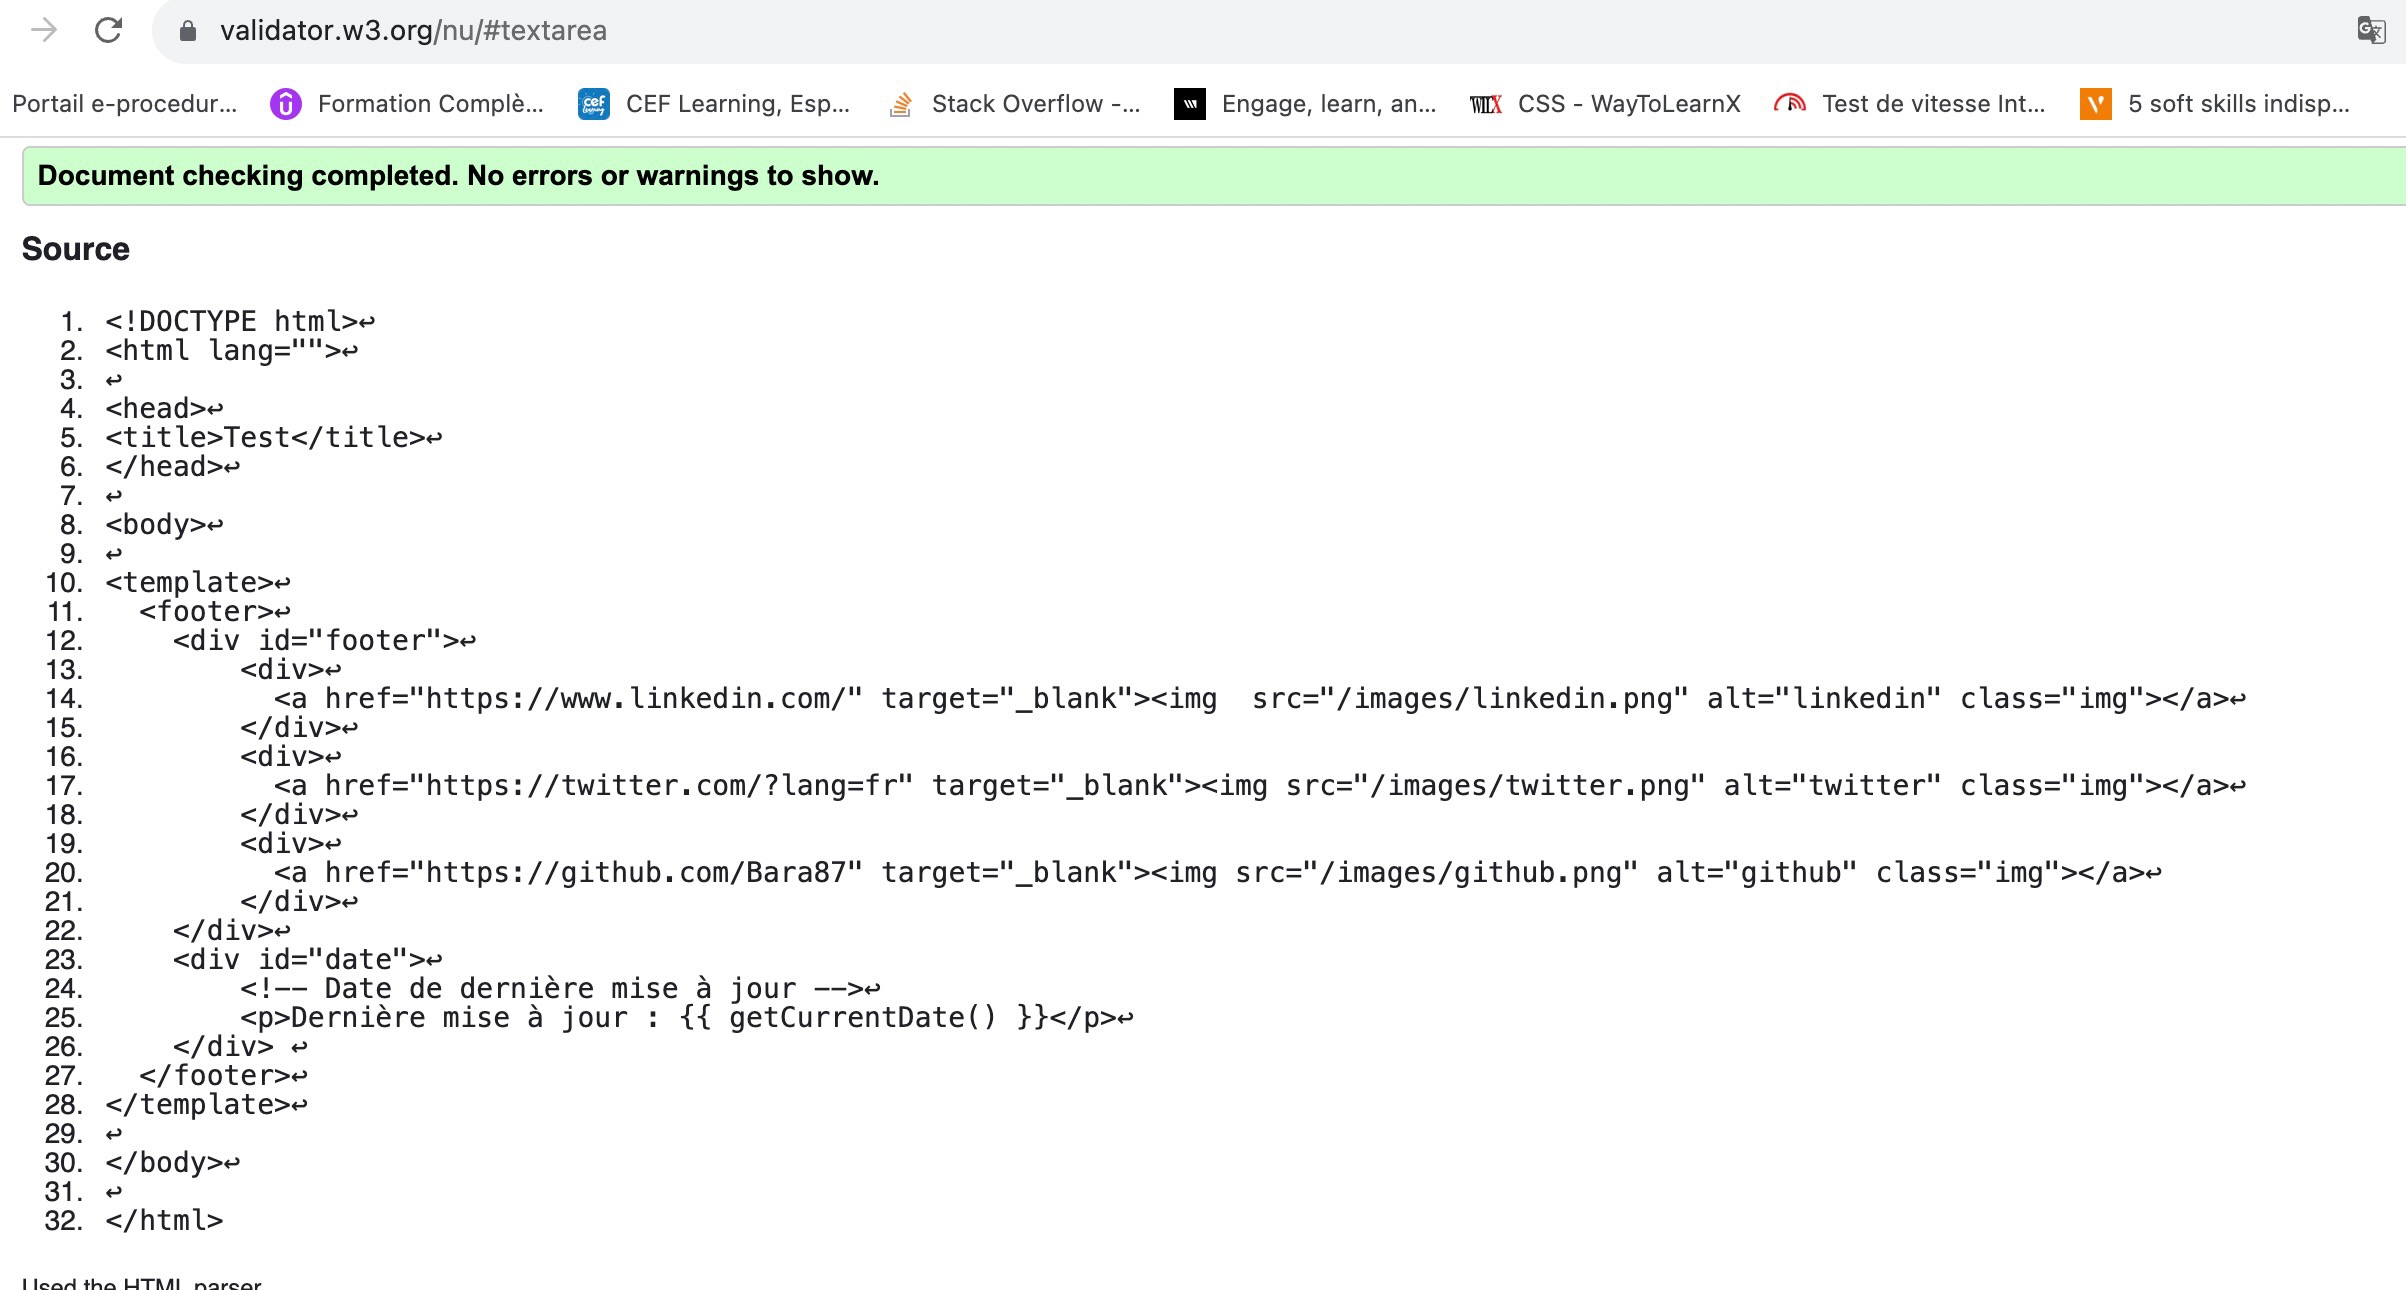 validator.w3.org/nu/#textarea
Portail e-procedur... Formation Complè... cef learning CEF Learning, Esp... Stack Overflow -... Engage, learn, an... WTLX CSS - WayToLearnX Test de vitesse Int... 5 soft skills indisp...
Document checking completed. No errors or warnings to show.
Source
1. <!DOCTYPE html>↩
2. <html lang="">↩
3. ↩
4. <head>↩
5. <title>Test</title>↩
6. </head>↩
7. ↩
8. <body>↩
9. ↩
10. <template>↩
11.   <footer>↩
12.     <div id="footer">↩
13.         <div>↩
14.           <a href="https://www.linkedin.com/" target="_blank"><img  src="/images/linkedin.png" alt="linkedin" class="img"></a>↩
15.         </div>↩
16.         <div>↩
17.           <a href="https://twitter.com/?lang=fr" target="_blank"><img src="/images/twitter.png" alt="twitter" class="img"></a>↩
18.         </div>↩
19.         <div>↩
20.           <a href="https://github.com/Bara87" target="_blank"><img src="/images/github.png" alt="github" class="img"></a>↩
21.         </div>↩
22.     </div>↩
23.     <div id="date">↩
24.         <!-- Date de dernière mise à jour -->↩
25.         <p>Dernière mise à jour : {{ getCurrentDate() }}</p>↩
26.     </div> ↩
27.   </footer>↩
28. </template>↩
29. ↩
30. </body>↩
31. ↩
32. </html>
Used the HTML parser